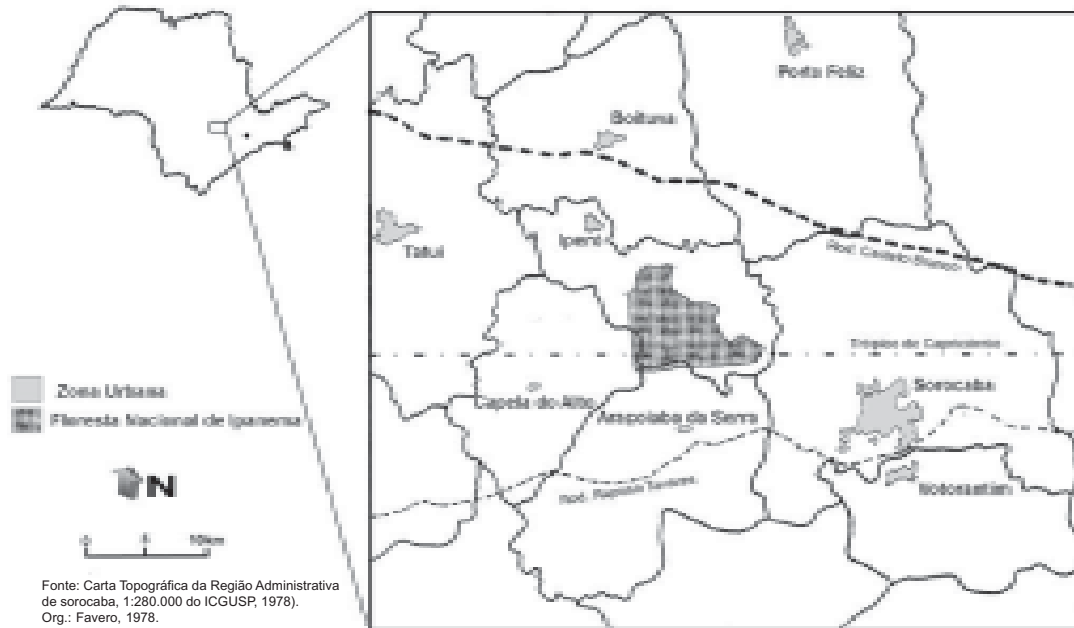 Porto Feliz
Boituva
Tatuí
Iperó
Rod. Castelo Branco
Trópico de Capricórnio
Sorocaba
Capela do Alto
Araçoiaba da Serra
Votorantim
Rod. Raposo Tavares
Zona Urbana
Floresta Nacional de Ipanema
N
0 5 10km
Fonte: Carta Topográfica da Região Administrativa
de sorocaba, 1:280.000 do ICGUSP, 1978).
Org.: Favero, 1978.